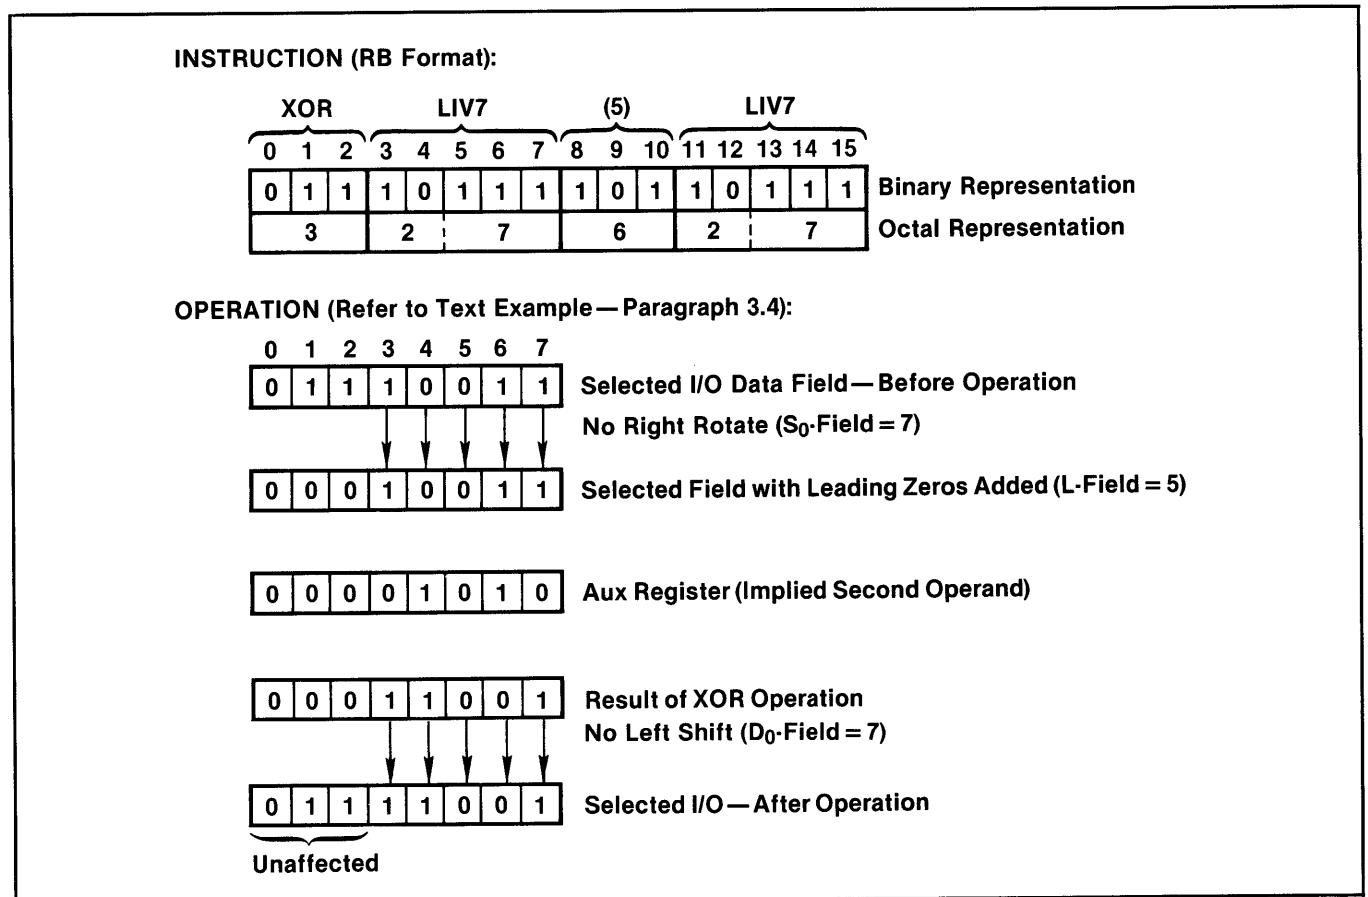 INSTRUCTION (RB Format):
XOR LIV7 (5) LIV7
0 1 2 3 4 5 6 7 8 9 10 11 12 13 14 15
0 1 1 1 0 1 1 1 1 0 1 1 0 1 1 1 Binary Representation
3 2 7 6 2 7 Octal Representation
OPERATION (Refer to Text Example—Paragraph 3.4):
0 1 2 3 4 5 6 7
0 1 1 1 0 0 1 1 Selected I/O Data Field—Before Operation
No Right Rotate (S0-Field = 7)
0 0 0 1 0 0 1 1 Selected Field with Leading Zeros Added (L-Field = 5)
0 0 0 0 1 0 1 0 Aux Register (Implied Second Operand)
0 0 0 1 1 0 0 1 Result of XOR Operation
No Left Shift (D0-Field = 7)
0 1 1 1 1 0 0 1 Selected I/O—After Operation
Unaffected